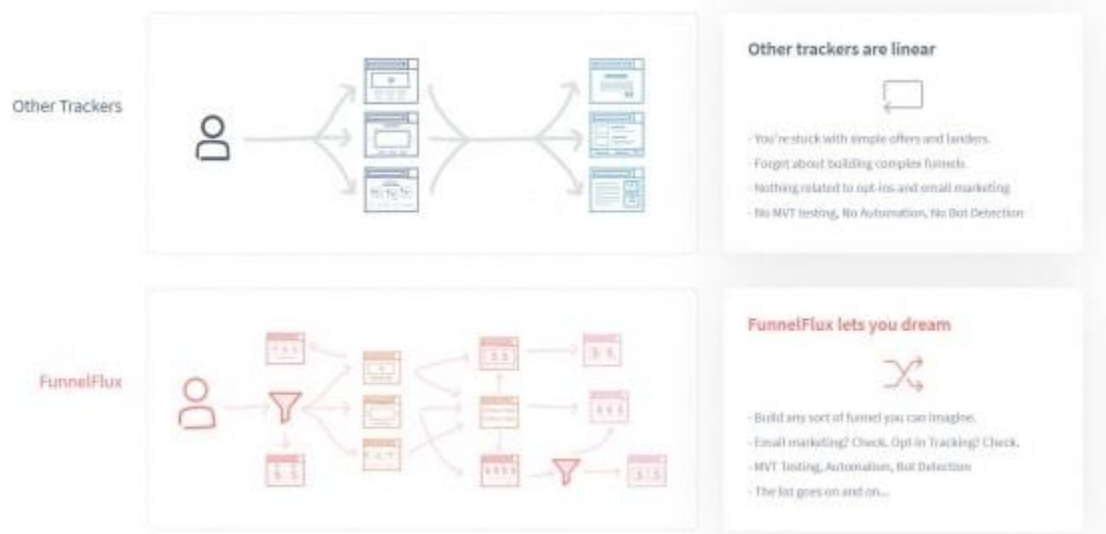 Other Trackers
Other trackers are linear
- You're stuck with simple offers and landers.
- Forget about building complex funnels.
- Nothing related to opt-ins and email marketing
- No MVT testing, No Automation, No Bot Detection
FunnelFlux
FunnelFlux lets you dream
- Build any sort of funnel you can imagine.
- Email marketing? Check. Opt-in Tracking? Check.
- MVT Testing, Automation, Bot Detection
- The list goes on and on...